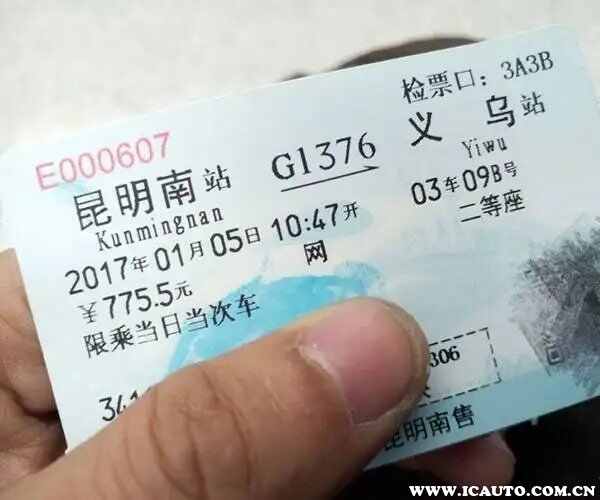 检票口：3A3B
E000607
昆明南站 G1376 义乌站
Kunmingnan Yiwu
2017年01月05日 10:47开 03车09B号
¥775.5元 网 二等座
限乘当日当次车
306
昆明南售
www.icauto.com.cn